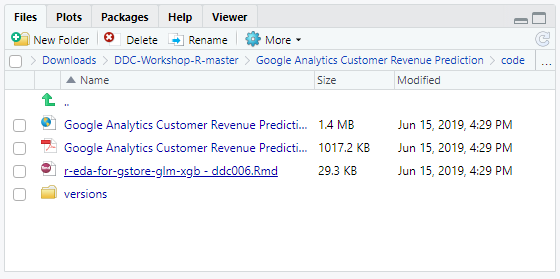 Files Plots Packages Help Viewer
New Folder Delete Rename More
Downloads DDC-Workshop-R-master Google Analytics Customer Revenue Prediction code ...
Name Size Modified
..
Google Analytics Customer Revenue Predicti... 1.4 MB Jun 15, 2019, 4:29 PM
Google Analytics Customer Revenue Predicti... 1017.2 KB Jun 15, 2019, 4:29 PM
r-eda-for-gstore-glm-xgb - ddc006.Rmd 29.3 KB Jun 15, 2019, 4:29 PM
versions